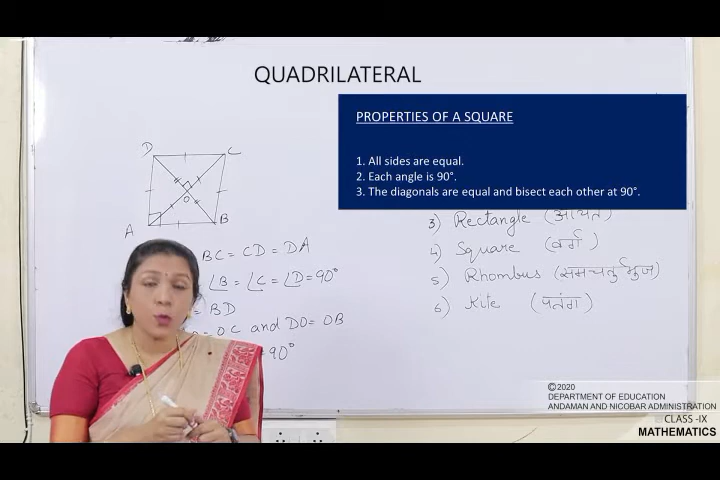 QUADRILATERAL
PROPERTIES OF A SQUARE
1. All sides are equal.
2. Each angle is 90°.
3. The diagonals are equal and bisect each other at 90°.
D C
O
A B
BC = CD = DA
∠B = ∠C = ∠D = 90°
= BD
= OC and DO = OB
= 90°
3) Rectangle (आयत)
4) Square (वर्ग)
5) Rhombus (समचतुर्भुज)
6) Kite (पतंग)
©2020
DEPARTMENT OF EDUCATION
ANDAMAN AND NICOBAR ADMINISTRATION
CLASS -IX
MATHEMATICS